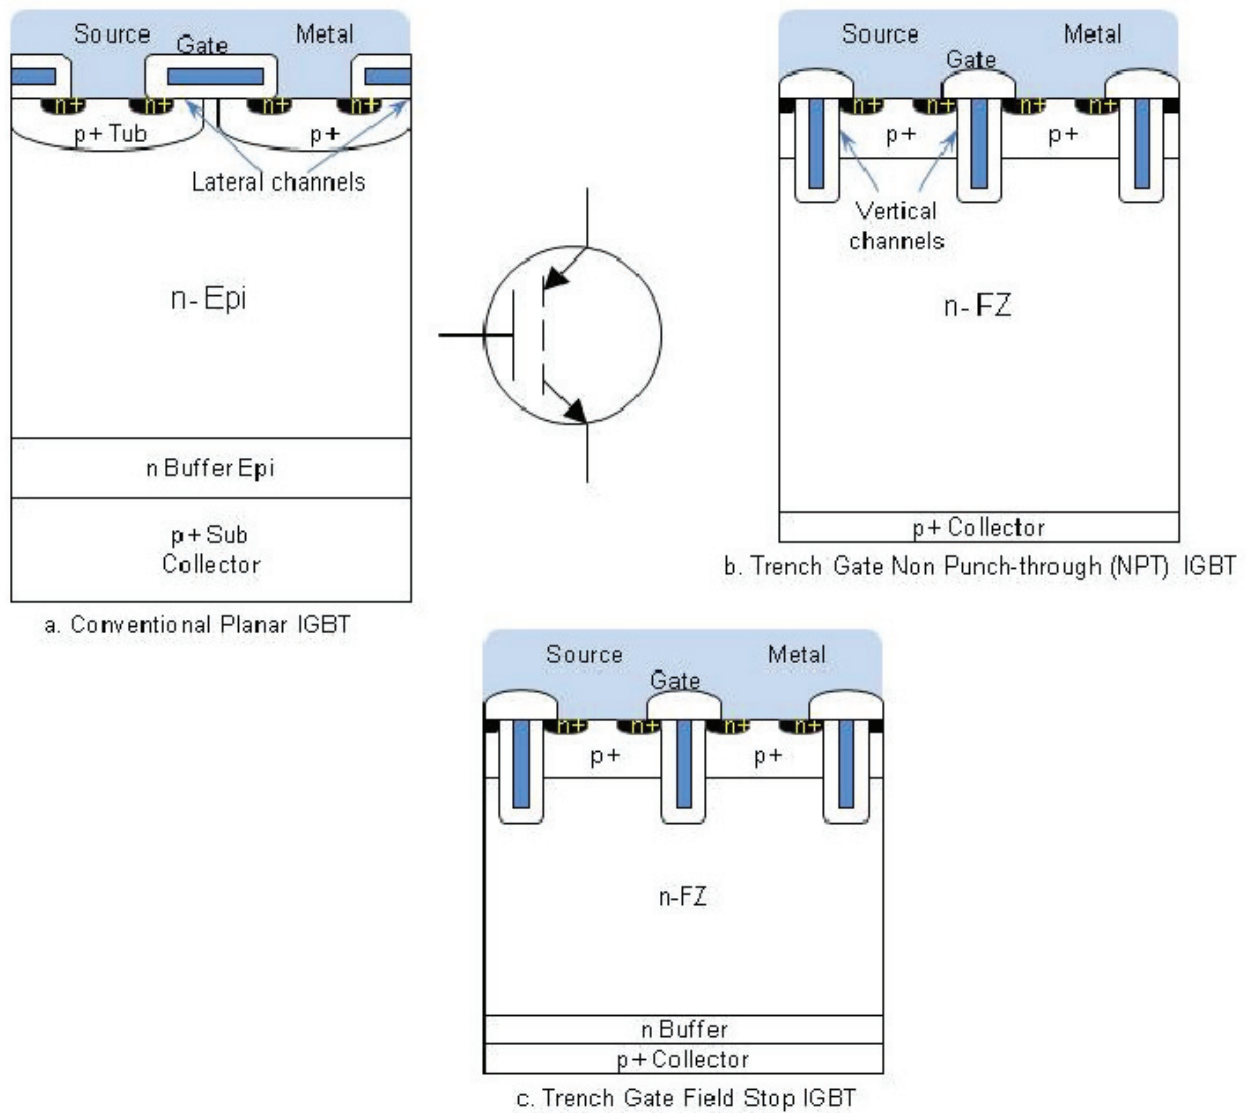 Source Gate Metal
n+ n+ n+ n+
p+ Tub p+
Lateral channels
n- Epi
n Buffer Epi
p+ Sub
Collector
a. Conventional Planar IGBT
Source Metal
Gate
n+ n+ n+ n+
p+ p+
Vertical
channels
n- FZ
p+ Collector
b. Trench Gate Non Punch-through (NPT) IGBT
Source Metal
Gate
n+ n+ n+ n+
p+ p+
n-FZ
n Buffer
p+ Collector
c. Trench Gate Field Stop IGBT